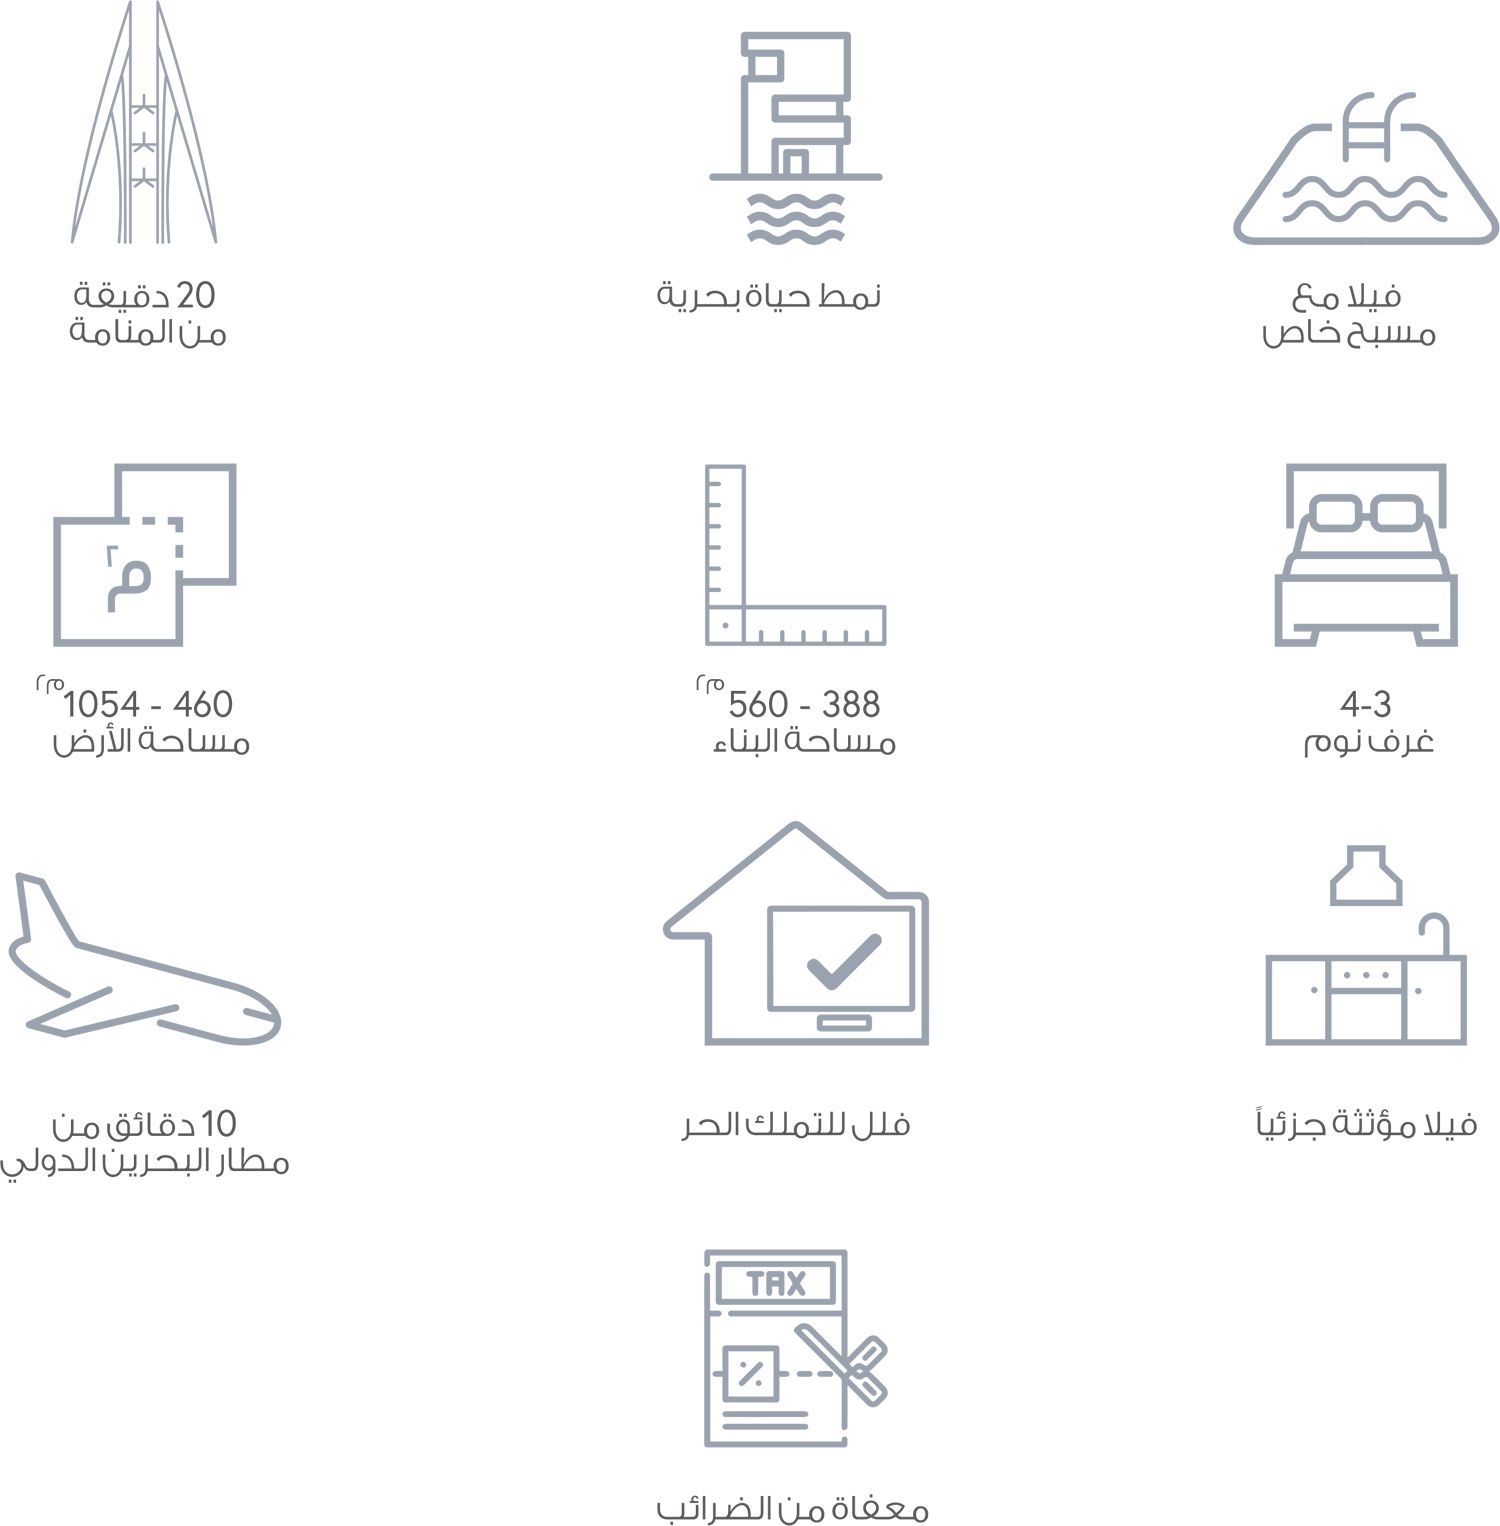 فيلا مع
مسبح خاص
نمط حياة بحرية
20 دقيقة
من المنامة
4-3
غرف نوم
560 - 388 م٢
مساحة البناء
م٢
1054 - 460 م٢
مساحة الأرض
فيلا مؤثثة جزئياً
فلل للتملك الحر
10 دقائق من
مطار البحرين الدولي
TAX
%
معفاة من الضرائب